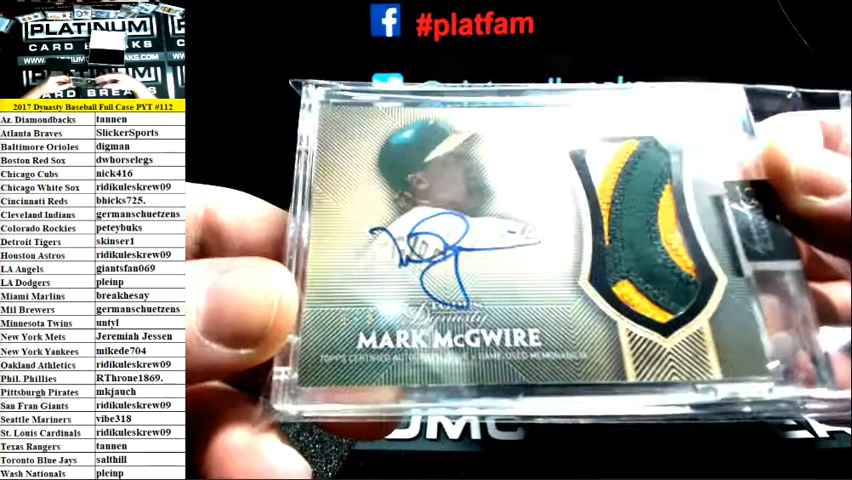 PLATINUM
CARD BREAKS
#platfam
2017 Dynasty Baseball Full Case PYT #112
Az. Diamondbacks tannen
Atlanta Braves SlickerSports
Baltimore Orioles digman
Boston Red Sox dwhorselegs
Chicago Cubs nick416
Chicago White Sox ridikuleskrew09
Cincinnati Reds bhicks725.
Cleveland Indians germanschuetzens
Colorado Rockies peteybuks
Detroit Tigers skinser1
Houston Astros ridikuleskrew09
LA Angels giantsfan069
LA Dodgers pleinp
Miami Marlins breakhesay
Mil Brewers germanschuetzens
Minnesota Twins untyl
New York Mets Jeremiah Jessen
New York Yankees mikede704
Oakland Athletics ridikuleskrew09
Phil. Phillies RThrone1869.
Pittsburgh Pirates mkjauch
San Fran Giants ridikuleskrew09
Seattle Mariners vibe318
St. Louis Cardinals ridikuleskrew09
Texas Rangers tannen
Toronto Blue Jays salthill
Wash Nationals pleinp
Dynasty
MARK McGWIRE